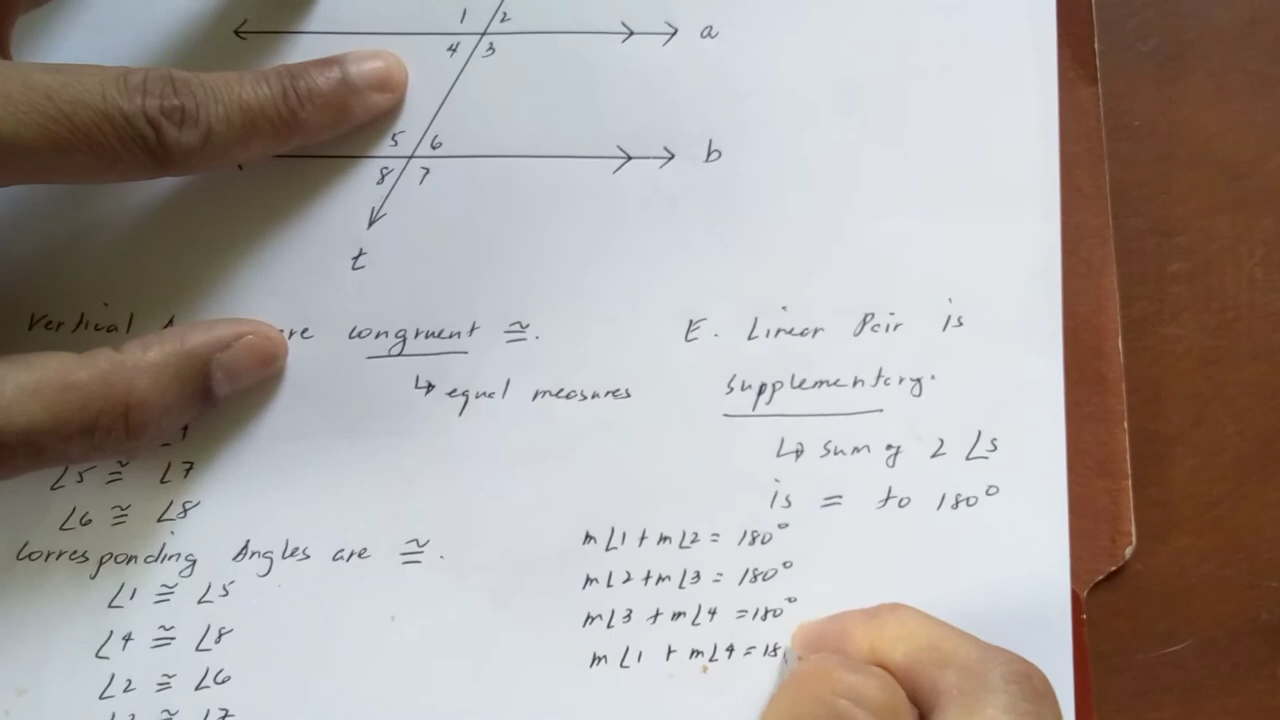 1 2
4 3
a
5 6
8 7
b
t
Vertical are congruent ≅.
↳ equal measures
∠5 ≅ ∠7
∠6 ≅ ∠8
Corresponding Angles are ≅.
∠1 ≅ ∠5
∠4 ≅ ∠8
∠2 ≅ ∠6
E. Linear Pair is
supplementary.
↳ sum of 2 ∠s
is = to 180°
m∠1 + m∠2 = 180°
m∠2 + m∠3 = 180°
m∠3 + m∠4 = 180°
m∠1 + m∠4 = 18